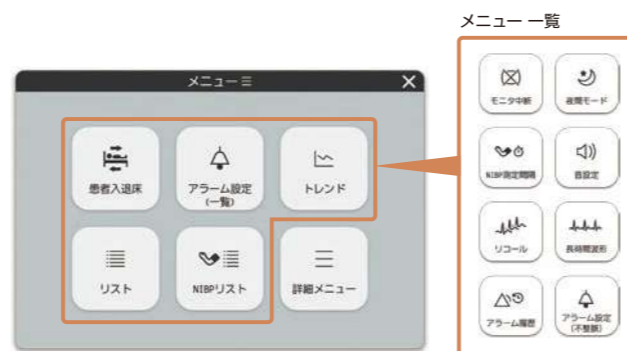 メニュー 一覧
メニュー
患者入退床
アラーム設定
(一覧)
トレンド
リスト
NIBPリスト
詳細メニュー
モニタ中断
夜間モード
NIBP測定間隔
音設定
リコール
長時間波形
アラーム履歴
アラーム設定
(不整脈)